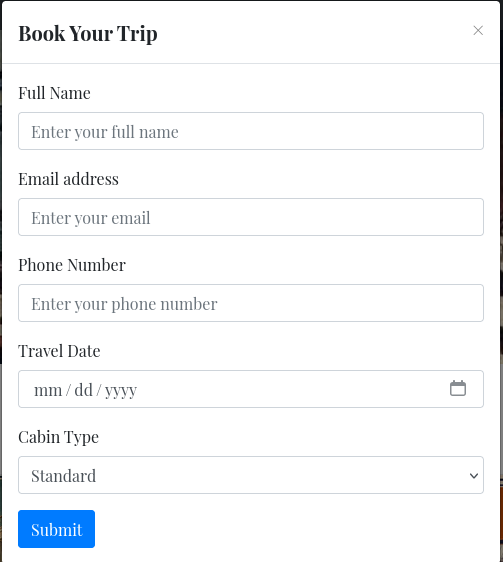 Book Your Trip ×
Full Name
Enter your full name
Email address
Enter your email
Phone Number
Enter your phone number
Travel Date
mm / dd / yyyy
Cabin Type
Standard
Submit